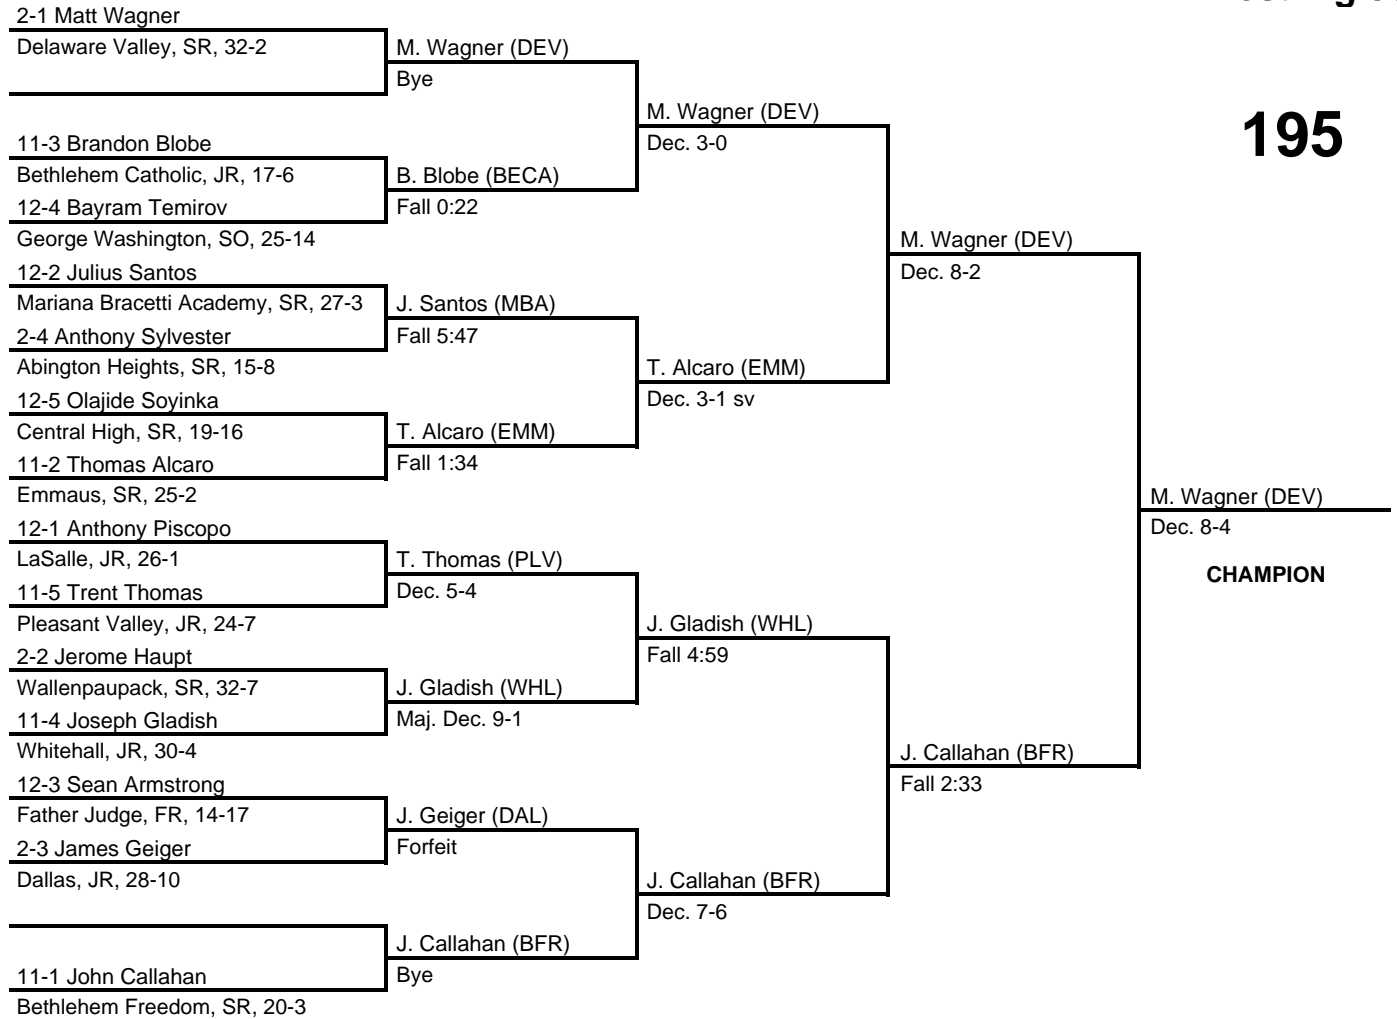 2-1 Matt Wagner
Delaware Valley, SR, 32-2
M. Wagner (DEV)
Bye
M. Wagner (DEV)
Dec. 3-0
195
11-3 Brandon Blobe
Bethlehem Catholic, JR, 17-6
B. Blobe (BECA)
12-4 Bayram Temirov
Fall 0:22
George Washington, SO, 25-14
M. Wagner (DEV)
Dec. 8-2
12-2 Julius Santos
Mariana Bracetti Academy, SR, 27-3
J. Santos (MBA)
2-4 Anthony Sylvester
Fall 5:47
Abington Heights, SR, 15-8
T. Alcaro (EMM)
Dec. 3-1 sv
12-5 Olajide Soyinka
Central High, SR, 19-16
T. Alcaro (EMM)
11-2 Thomas Alcaro
Fall 1:34
Emmaus, SR, 25-2
M. Wagner (DEV)
Dec. 8-4
CHAMPION
12-1 Anthony Piscopo
LaSalle, JR, 26-1
T. Thomas (PLV)
11-5 Trent Thomas
Dec. 5-4
Pleasant Valley, JR, 24-7
J. Gladish (WHL)
Fall 4:59
2-2 Jerome Haupt
Wallenpaupack, SR, 32-7
J. Gladish (WHL)
11-4 Joseph Gladish
Maj. Dec. 9-1
Whitehall, JR, 30-4
J. Callahan (BFR)
Fall 2:33
12-3 Sean Armstrong
Father Judge, FR, 14-17
J. Geiger (DAL)
2-3 James Geiger
Forfeit
Dallas, JR, 28-10
J. Callahan (BFR)
Dec. 7-6
J. Callahan (BFR)
11-1 John Callahan
Bye
Bethlehem Freedom, SR, 20-3